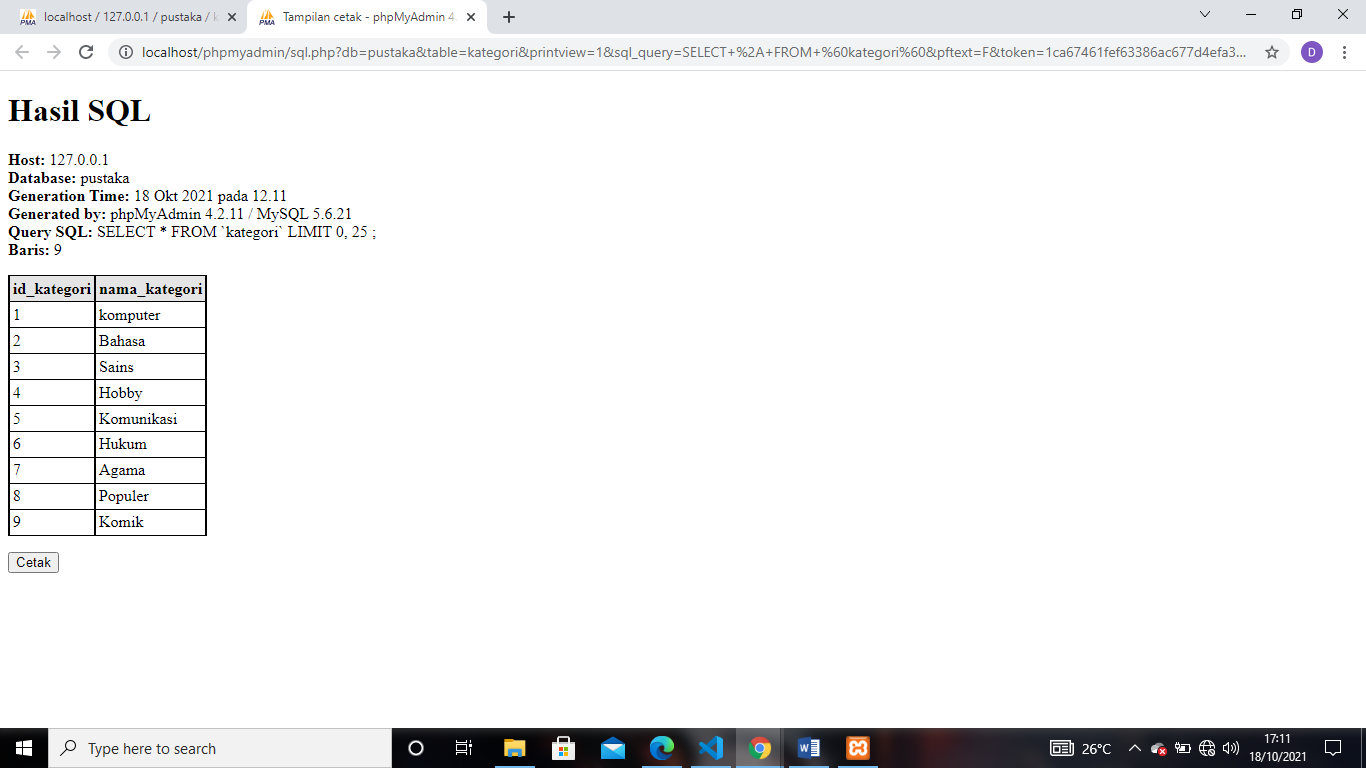 localhost / 127.0.0.1 / pustaka / k
Tampilan cetak - phpMyAdmin 4.
localhost/phpmyadmin/sql.php?db=pustaka&table=kategori&printview=1&sql_query=SELECT+%2A+FROM+%60kategori%60&pftext=F&token=1ca67461fef63386ac677d4efa3...
D
Hasil SQL
Host: 127.0.0.1
Database: pustaka
Generation Time: 18 Okt 2021 pada 12.11
Generated by: phpMyAdmin 4.2.11 / MySQL 5.6.21
Query SQL: SELECT * FROM `kategori` LIMIT 0, 25 ;
Baris: 9
id_kategori nama_kategori
1 komputer
2 Bahasa
3 Sains
4 Hobby
5 Komunikasi
6 Hukum
7 Agama
8 Populer
9 Komik
Cetak
Type here to search
26°C
17:11
18/10/2021